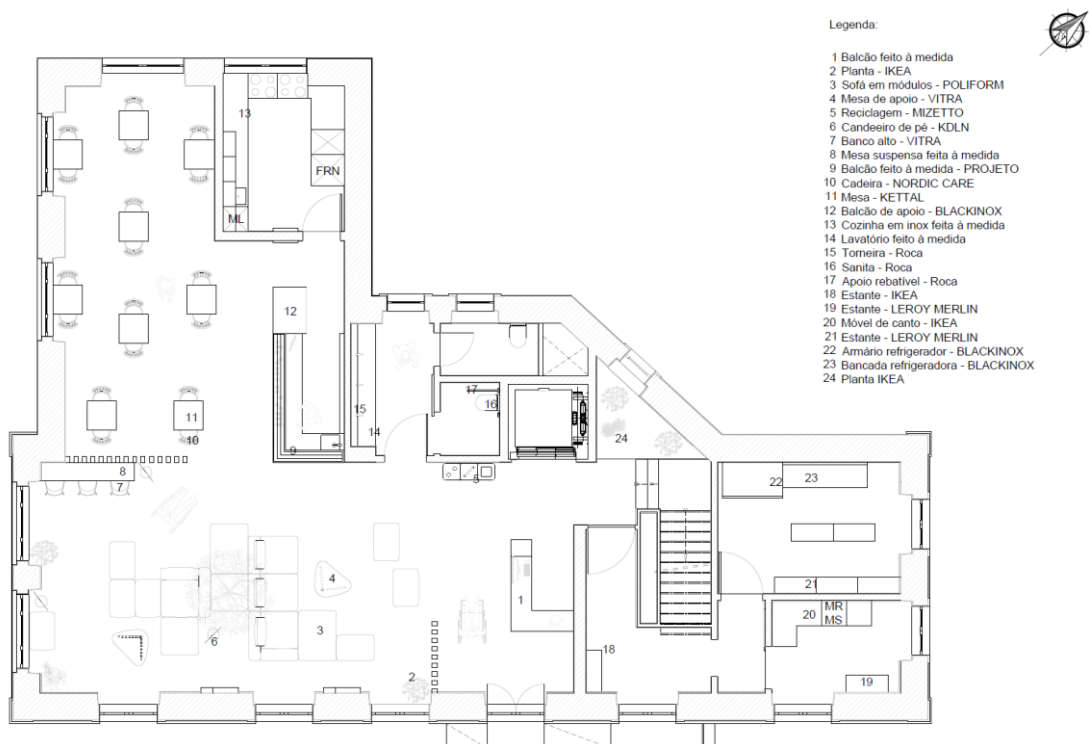 Legenda:
1 Balcão feito à medida
2 Planta - IKEA
3 Sofá em módulos - POLIFORM
4 Mesa de apoio - VITRA
5 Reciclagem - MIZETTO
6 Candeeiro de pé - KDLN
7 Banco alto - VITRA
8 Mesa suspensa feita à medida
9 Balcão feito à medida - PROJETO
10 Cadeira - NORDIC CARE
11 Mesa - KETTAL
12 Balcão de apoio - BLACKINOX
13 Cozinha em inox feita à medida
14 Lavatório feito à medida
15 Torneira - Roca
16 Sanita - Roca
17 Apoio rebatível - Roca
18 Estante - IKEA
19 Estante - LEROY MERLIN
20 Móvel de canto - IKEA
21 Estante - LEROY MERLIN
22 Armário refrigerador - BLACKINOX
23 Bancada refrigeradora - BLACKINOX
24 Planta IKEA
13
FRN
ML
12
17
16
15
11
14
10
24
9
8
7
5
22
23
4
1
21
3
6
20
MR
MS
18
2
19